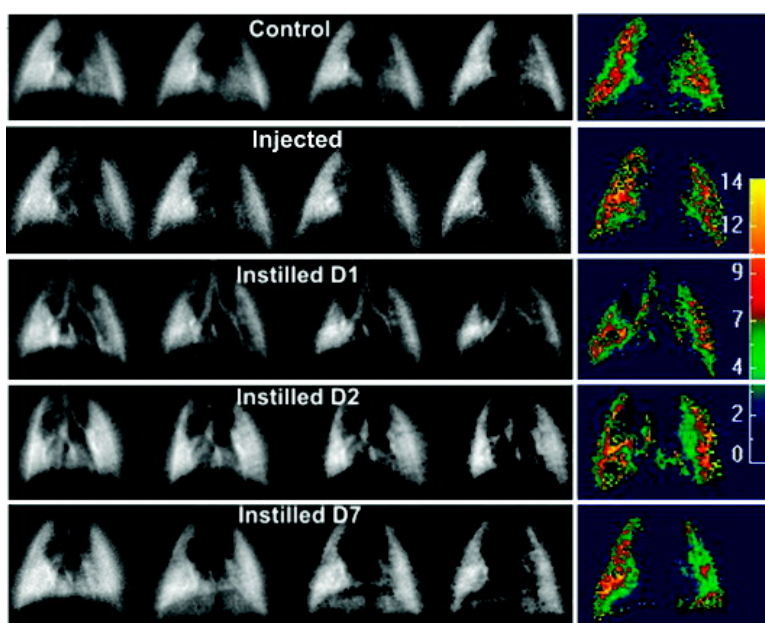 Control
Injected
14
12
Instilled D1
9
7
4
Instilled D2
2
0
Instilled D7